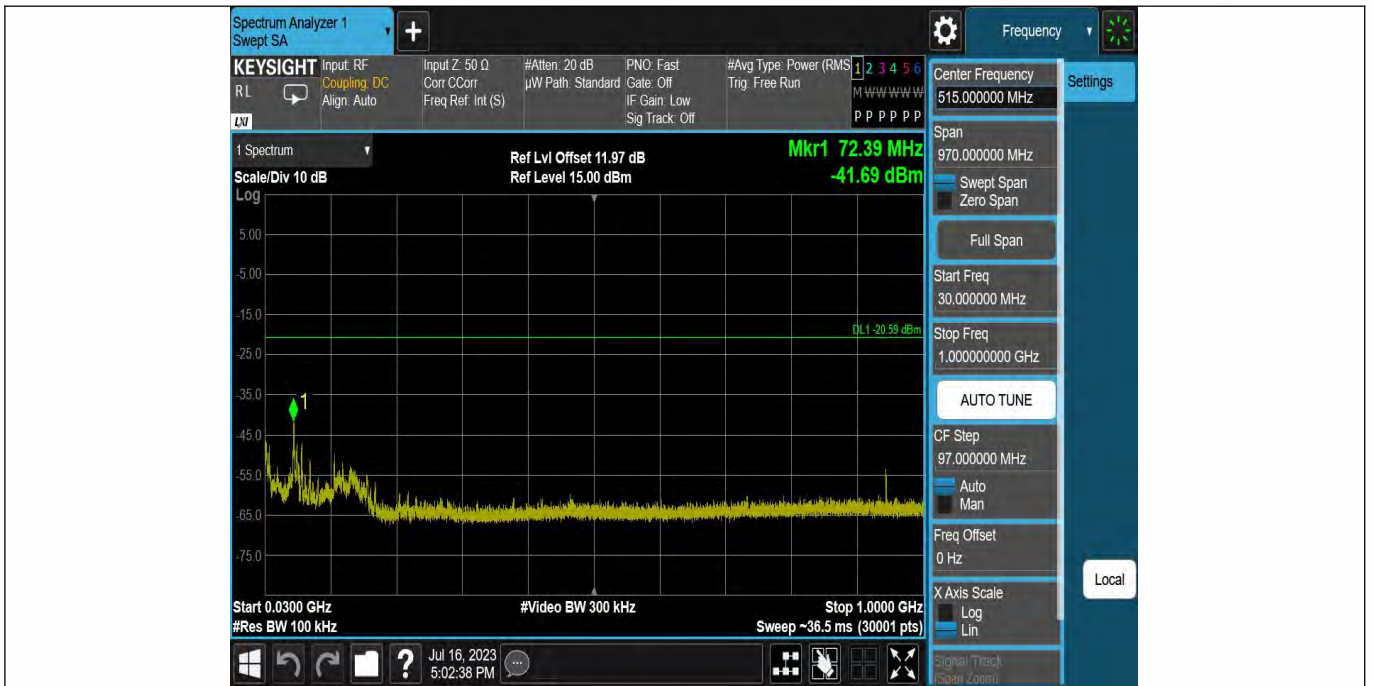 Spectrum Analyzer 1
Swept SA
+
Frequency
KEYSIGHT
R L
LXI
Input: RF
Coupling: DC
Align: Auto
Input Z: 50 Ω
Corr CCorr
Freq Ref: Int (S)
#Atten: 20 dB
µW Path: Standard
PNO: Fast
Gate: Off
IF Gain: Low
Sig Track: Off
#Avg Type: Power (RMS
Trig: Free Run
1 2 3 4 5 6
M W W W W W
P P P P P P
1 Spectrum
Scale/Div 10 dB
Log
Ref Lvl Offset 11.97 dB
Ref Level 15.00 dBm
Mkr1 72.39 MHz
-41.69 dBm
5.00
-5.00
-15.0
DL1 -20.59 dBm
-25.0
-35.0
1
-45.0
-55.0
-65.0
-75.0
Start 0.0300 GHz
#Video BW 300 kHz
Stop 1.0000 GHz
#Res BW 100 kHz
Sweep ~36.5 ms (30001 pts)
?
Jul 16, 2023
5:02:38 PM
Center Frequency
515.000000 MHz
Settings
Span
970.000000 MHz
Swept Span
Zero Span
Full Span
Start Freq
30.000000 MHz
Stop Freq
1.000000000 GHz
AUTO TUNE
CF Step
97.000000 MHz
Auto
Man
Freq Offset
0 Hz
X Axis Scale
Log
Lin
Signal Track
(Span Zoom)
Local